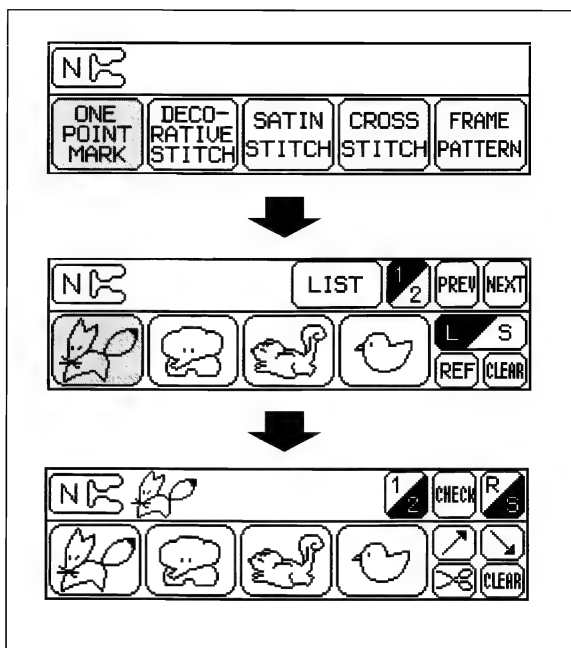 N
ONE POINT MARK
DECO-RATIVE STITCH
SATIN STITCH
CROSS STITCH
FRAME PATTERN
N
LIST
1/2
PREV
NEXT
L
S
REF
CLEAR
N
1/2
CHECK
R/S
CLEAR